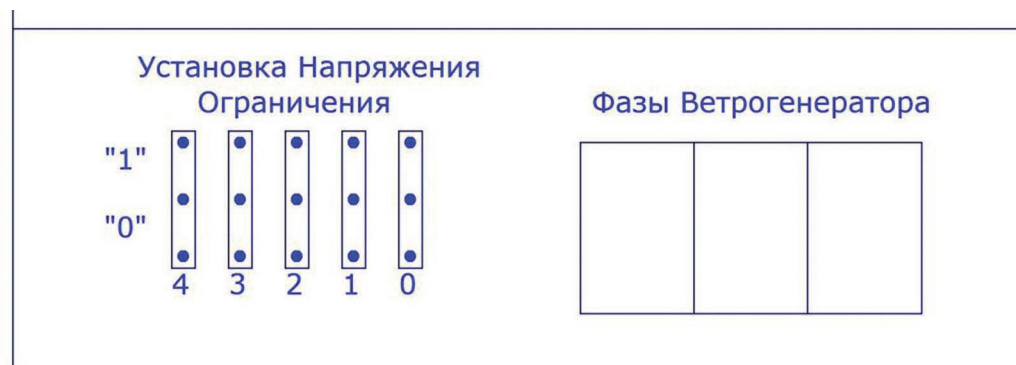 Установка Напряжения
Ограничения
Фазы Ветрогенератора
"1"
"0"
4 3 2 1 0